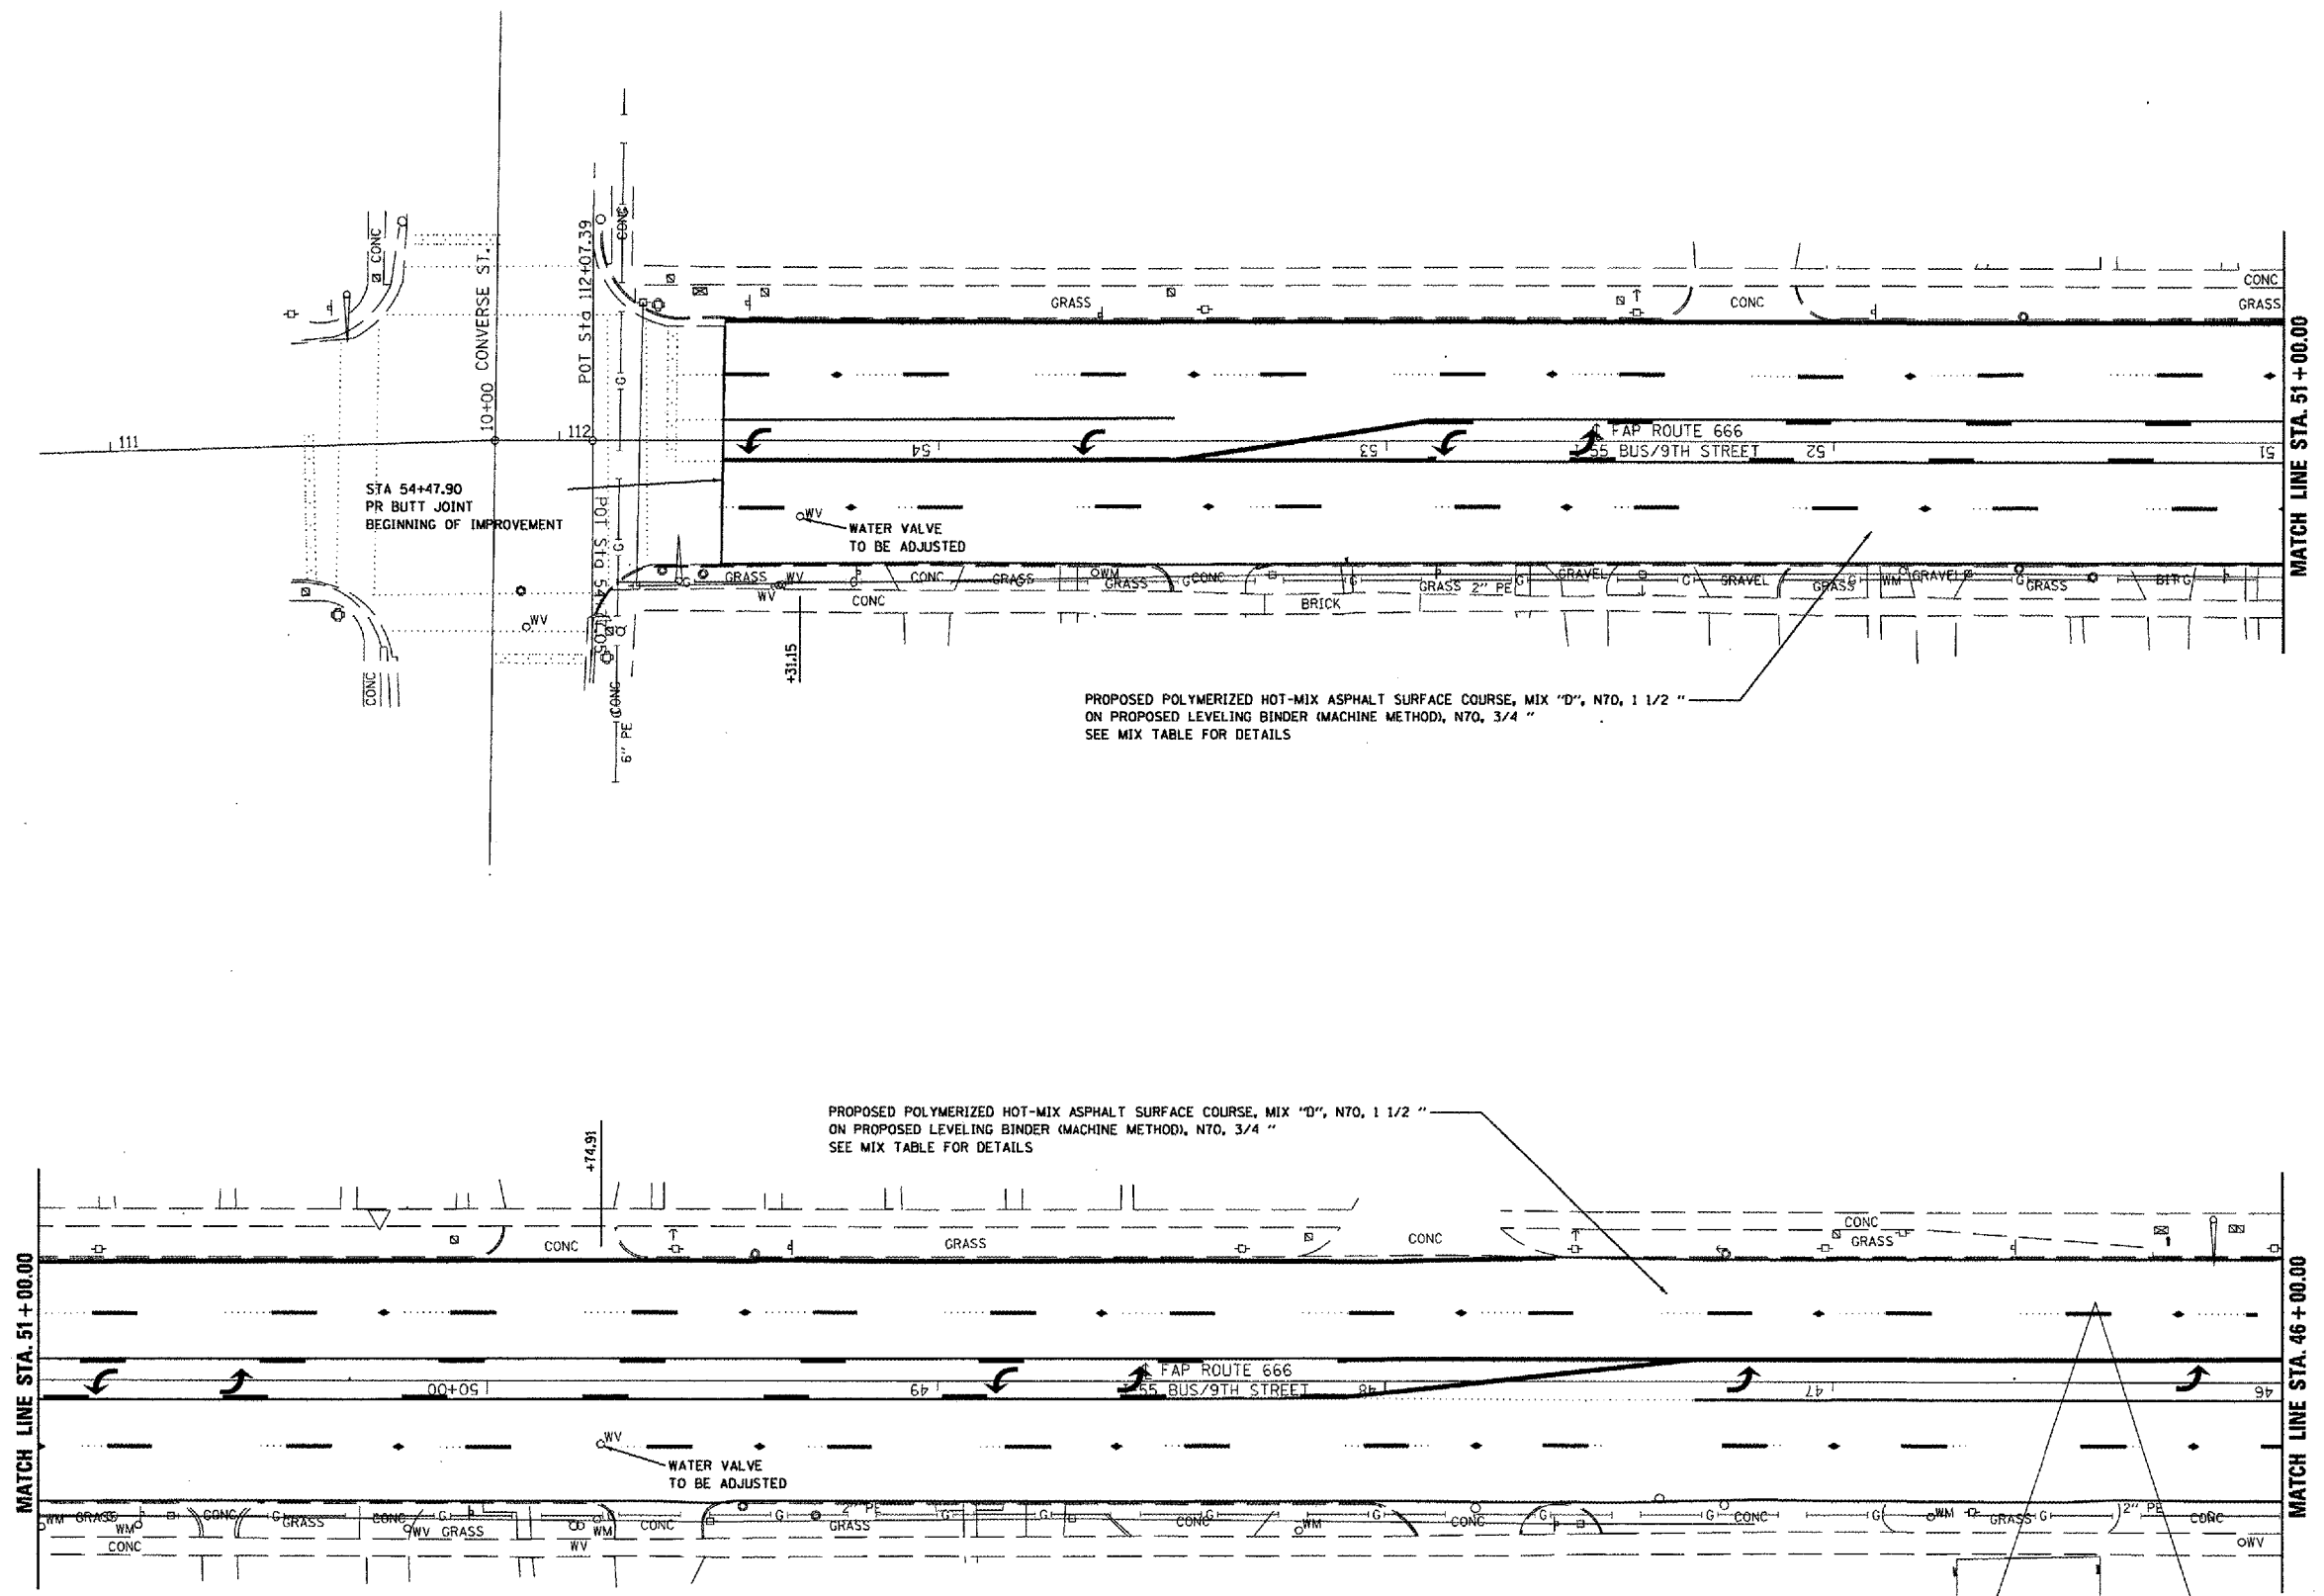 CONC
10+00 CONVERSE ST.
POT Sta 112+07.39
CONC
G
111
112
STA 54+47.90
PR BUTT JOINT
BEGINNING OF IMPROVEMENT
GRASS
CONC
CONC
GRASS
MATCH LINE STA. 51+00.00
54
53
52
51
℄ FAP ROUTE 666
55 BUS/9TH STREET
WV
WATER VALVE
TO BE ADJUSTED
G
GRASS
WV
G
CONC
GRASS
WM
GRASS
G
CONC
G
GRASS
2" PE
G
GRAVEL
G
GRAVEL
GRASS
G
WM
GRAVEL
G
GRASS
BIT
G
WV
CONC
BRICK
WV
CONC
CONC
6" PE
+31.15
PROPOSED POLYMERIZED HOT-MIX ASPHALT SURFACE COURSE, MIX "D", N70, 1 1/2 "
ON PROPOSED LEVELING BINDER (MACHINE METHOD), N70, 3/4 "
SEE MIX TABLE FOR DETAILS
PROPOSED POLYMERIZED HOT-MIX ASPHALT SURFACE COURSE, MIX "D", N70, 1 1/2 "
ON PROPOSED LEVELING BINDER (MACHINE METHOD), N70, 3/4 "
SEE MIX TABLE FOR DETAILS
+74.91
MATCH LINE STA. 51+00.00
CONC
GRASS
CONC
CONC
GRASS
MATCH LINE STA. 46+00.00
50+00
49
48
47
46
℄ FAP ROUTE 666
55 BUS/9TH STREET
WV
WATER VALVE
TO BE ADJUSTED
WM
GRASS
WM
CONC
G
GRASS
CONC
WV
G
GRASS
WM
WV
CONC
G
2" PE
GRASS
G
G
CONC
G
WM
G
CONC
G
G
CONC
G
WM
GRASS
G
2" PE
CONC
WV
CONC